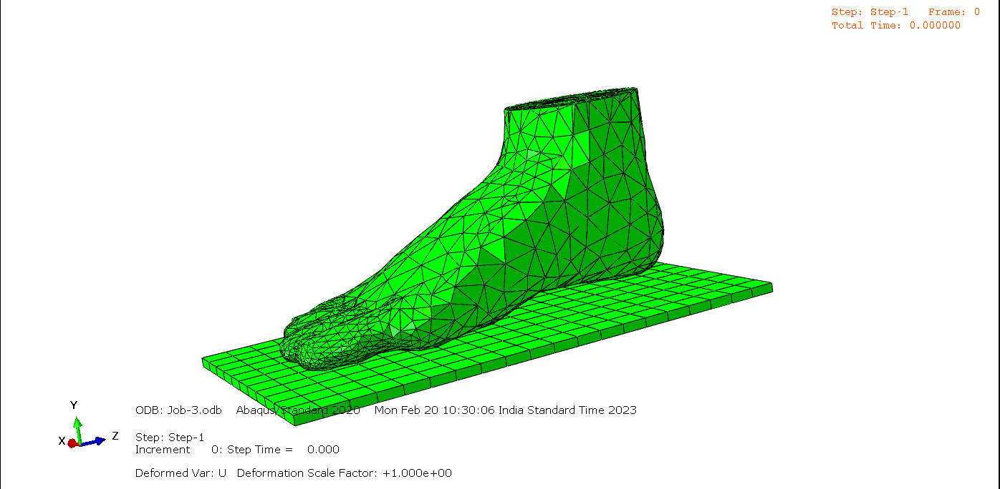 Step: Step-1 Frame: 0
Total Time: 0.000000
Y
Z
X
ODB: Job-3.odb Abaqus/Standard 2020 Mon Feb 20 10:30:06 India Standard Time 2023
Step: Step-1
Increment 0: Step Time = 0.000
Deformed Var: U Deformation Scale Factor: +1.000e+00